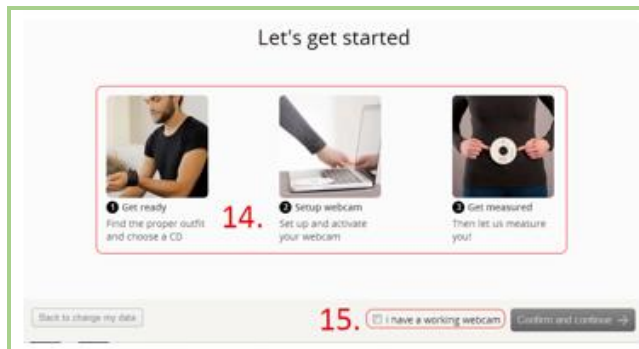 Let's get started
1 Get ready
Find the proper outfit
and choose a CD
14.
2 Setup webcam
Set up and activate
your webcam
3 Get measured
Then let us measure
you!
Back to change my data
15.
I have a working webcam
Confirm and continue →